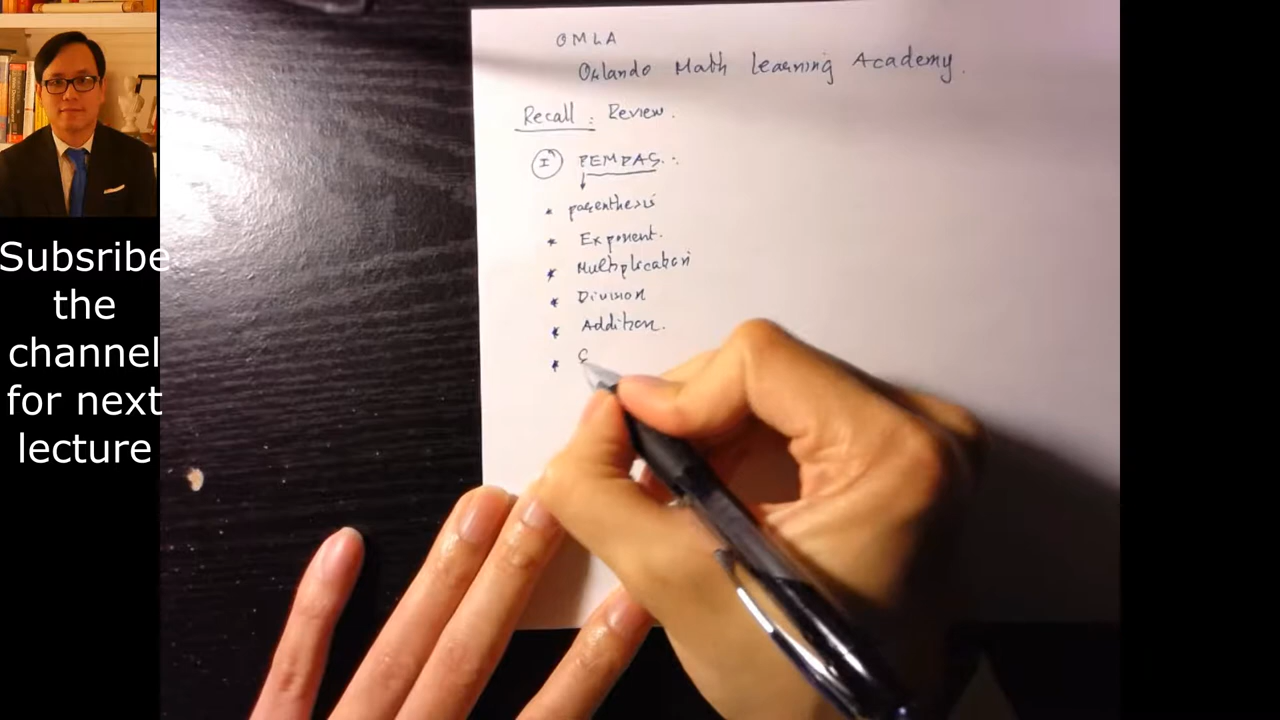 OMLA
Orlando Math Learning Academy.
Recall : Review.
I PEMDAS :
* parenthesis
* Exponent.
* Multiplication
* Division
* Addition.
* S
Subsribe
the
channel
for next
lecture